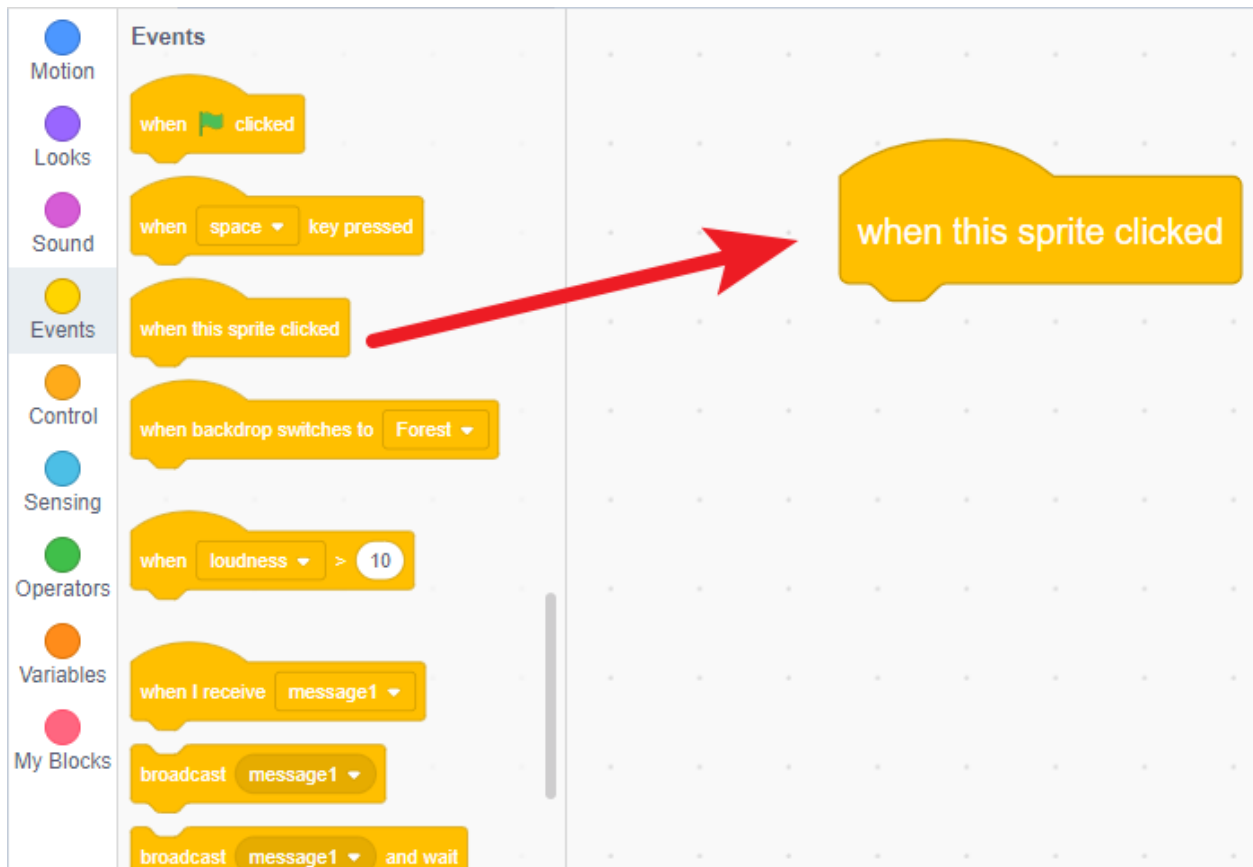 Motion
Looks
Sound
Events
Control
Sensing
Operators
Variables
My Blocks
Events
when clicked
when space key pressed
when this sprite clicked
when backdrop switches to Forest
when loudness > 10
when I receive message1
broadcast message1
broadcast message1 and wait
when this sprite clicked